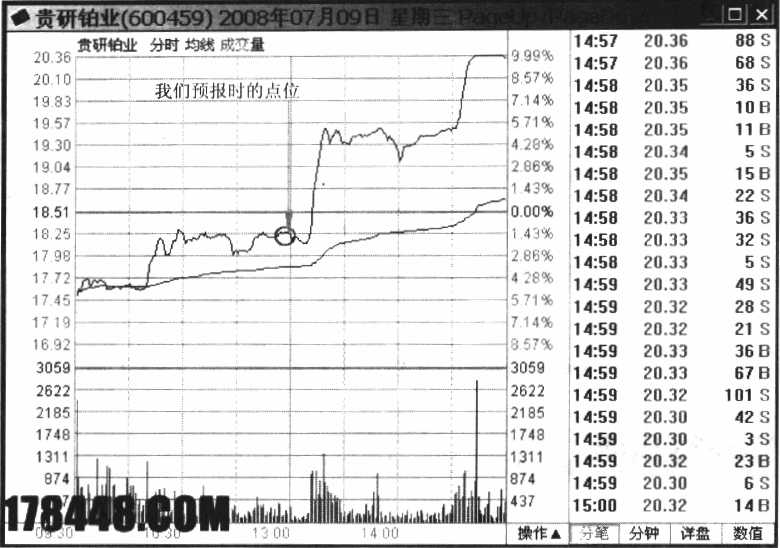 贵研铂业(600459) 2008年07月09日 星期三
贵研铂业 分时 均线 成交量
我们预报时的点位
20.36
20.10
19.83
19.57
19.30
19.04
18.77
18.51
18.25
17.98
17.72
17.45
17.19
16.92
3059
2622
2185
1748
1311
874
9.99%
8.57%
7.14%
5.71%
4.28%
2.86%
1.43%
0.00%
1.43%
2.86%
4.28%
5.71%
7.14%
8.57%
3059
2622
2185
1748
1311
874
437
14:57 20.36 88 S
14:57 20.36 68 S
14:58 20.35 36 S
14:58 20.35 10 B
14:58 20.35 11 B
14:58 20.34 5 S
14:58 20.35 15 B
14:58 20.34 22 S
14:58 20.33 36 S
14:58 20.33 32 S
14:58 20.33 5 S
14:59 20.33 49 S
14:59 20.32 28 S
14:59 20.32 21 S
14:59 20.33 36 B
14:59 20.33 67 B
14:59 20.32 101 S
14:59 20.30 42 S
14:59 20.30 3 S
14:59 20.32 23 B
14:59 20.30 6 S
15:00 20.32 14 B
178448.COM
09:30 10:30 13:00 14:00
操作▲ 分笔 分钟 详盘 数值